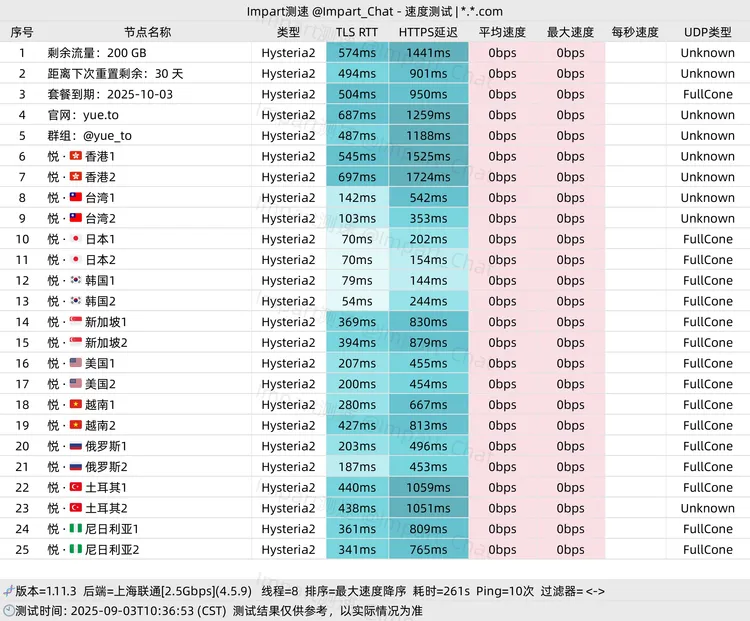 Impart测速 @Impart_Chat - 速度测试|*.*.com
序号 节点名称 类型 TLS RTT HTTPS延迟 平均速度 最大速度 每秒速度 UDP类型
1 剩余流量：200 GB Hysteria2 574ms 1441ms 0bps 0bps Unknown
2 距离下次重置剩余：30 天 Hysteria2 494ms 901ms 0bps 0bps Unknown
3 套餐到期：2025-10-03 Hysteria2 504ms 950ms 0bps 0bps FullCone
4 官网：yue.to Hysteria2 687ms 1259ms 0bps 0bps Unknown
5 群组：@yue_to Hysteria2 487ms 1188ms 0bps 0bps Unknown
6 悦·🇭🇰香港1 Hysteria2 545ms 1525ms 0bps 0bps Unknown
7 悦·🇭🇰香港2 Hysteria2 697ms 1724ms 0bps 0bps Unknown
8 悦·🇹🇼台湾1 Hysteria2 142ms 542ms 0bps 0bps Unknown
9 悦·🇹🇼台湾2 Hysteria2 103ms 353ms 0bps 0bps Unknown
10 悦·🇯🇵日本1 Hysteria2 70ms 202ms 0bps 0bps FullCone
11 悦·🇯🇵日本2 Hysteria2 70ms 154ms 0bps 0bps FullCone
12 悦·🇰🇷韩国1 Hysteria2 79ms 144ms 0bps 0bps FullCone
13 悦·🇰🇷韩国2 Hysteria2 54ms 244ms 0bps 0bps FullCone
14 悦·🇸🇬新加坡1 Hysteria2 369ms 830ms 0bps 0bps FullCone
15 悦·🇸🇬新加坡2 Hysteria2 394ms 879ms 0bps 0bps FullCone
16 悦·🇺🇸美国1 Hysteria2 207ms 455ms 0bps 0bps FullCone
17 悦·🇺🇸美国2 Hysteria2 200ms 454ms 0bps 0bps FullCone
18 悦·🇻🇳越南1 Hysteria2 280ms 667ms 0bps 0bps FullCone
19 悦·🇻🇳越南2 Hysteria2 427ms 813ms 0bps 0bps FullCone
20 悦·🇷🇺俄罗斯1 Hysteria2 203ms 496ms 0bps 0bps FullCone
21 悦·🇷🇺俄罗斯2 Hysteria2 187ms 453ms 0bps 0bps FullCone
22 悦·🇹🇷土耳其1 Hysteria2 440ms 1059ms 0bps 0bps FullCone
23 悦·🇹🇷土耳其2 Hysteria2 438ms 1051ms 0bps 0bps Unknown
24 悦·🇳🇬尼日利亚1 Hysteria2 361ms 809ms 0bps 0bps FullCone
25 悦·🇳🇬尼日利亚2 Hysteria2 341ms 765ms 0bps 0bps FullCone
版本=1.11.3 后端=上海联通[2.5Gbps](4.5.9) 线程=8 排序=最大速度降序 耗时=261s Ping=10次 过滤器= <->
测试时间：2025-09-03T10:36:53 (CST) 测试结果仅供参考，以实际情况为准